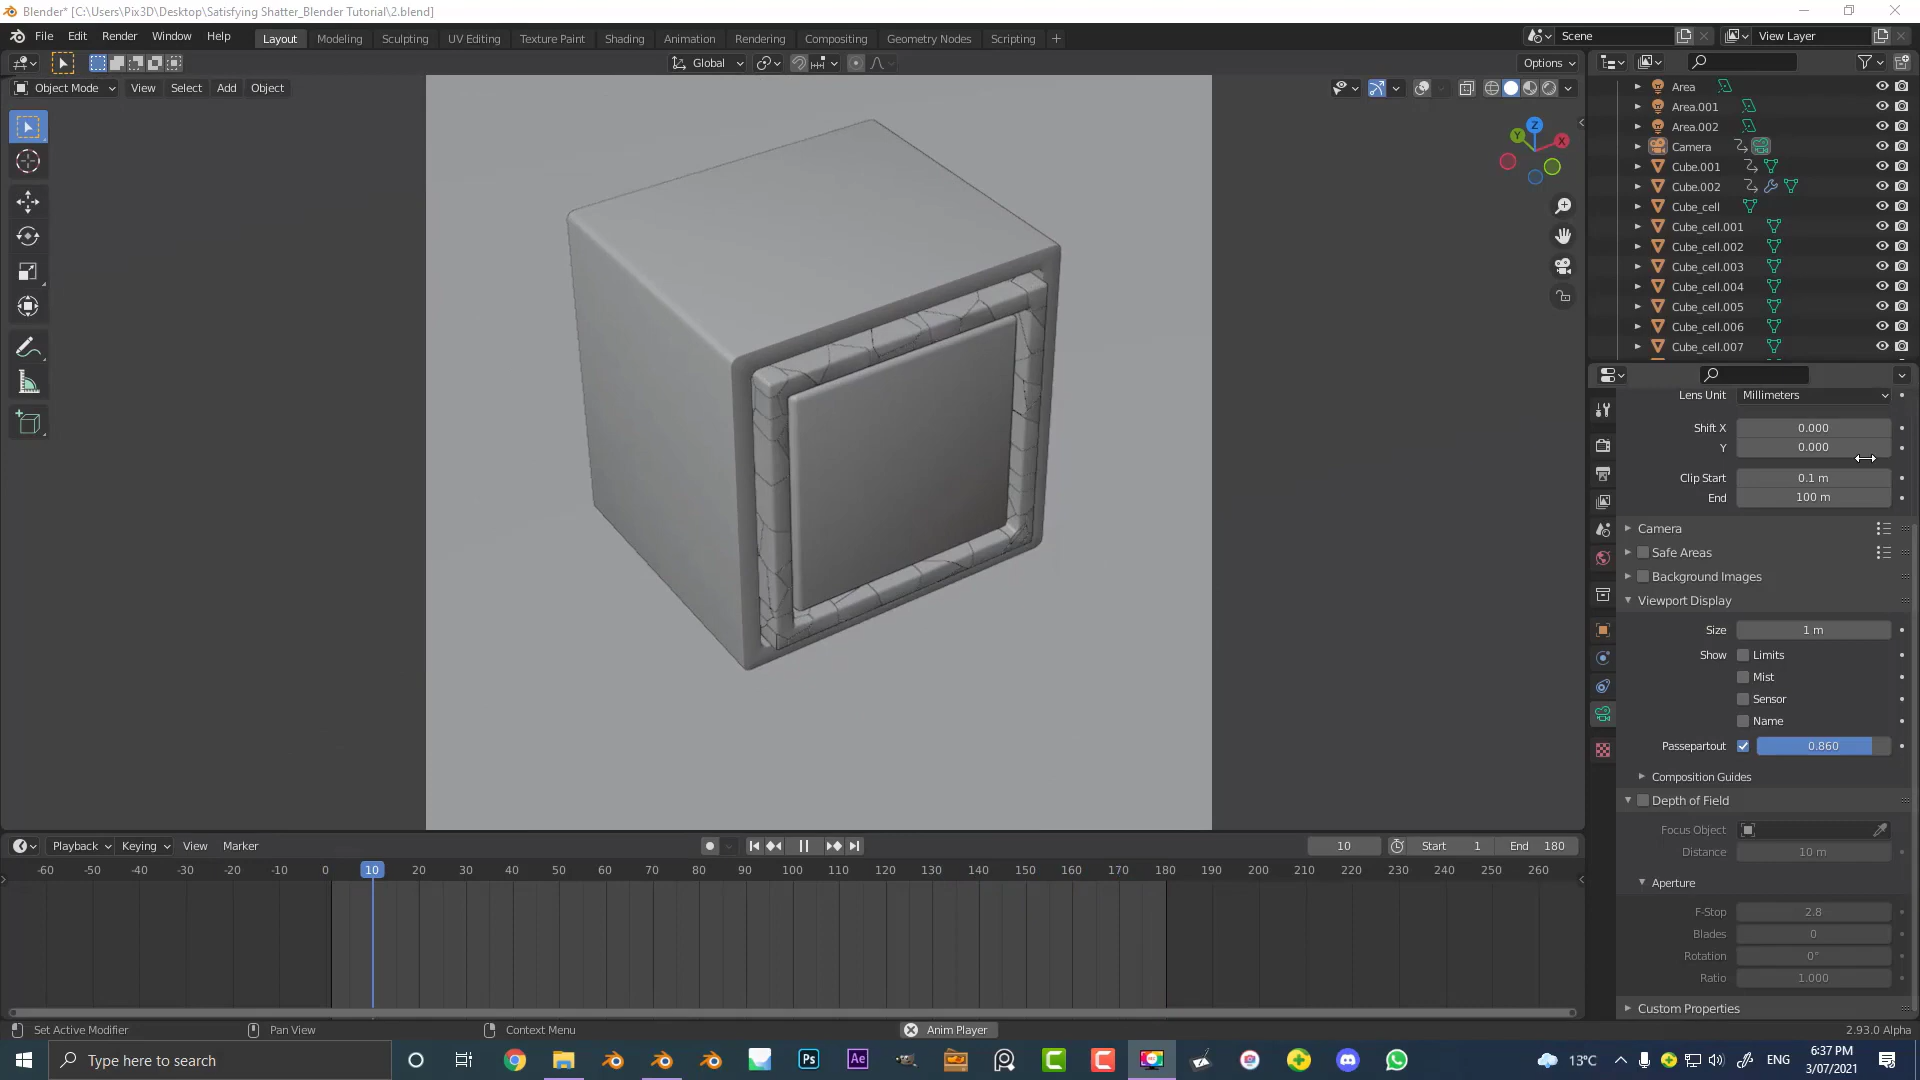 Blender* [C:\Users\Pix3D\Desktop\Satisfying Shatter_Blender Tutorial\2.blend]
File Edit Render Window Help Layout Modeling Sculpting UV Editing Texture Paint Shading Animation Rendering Compositing Geometry Nodes Scripting + Scene View Layer
Global Options
Object Mode View Select Add Object
Z
Y
X
Area
Area.001
Area.002
Camera
Cube.001
Cube.002
Cube_cell
Cube_cell.001
Cube_cell.002
Cube_cell.003
Cube_cell.004
Cube_cell.005
Cube_cell.006
Cube_cell.007
Lens Unit Millimeters
Shift X 0.000
Y 0.000
Clip Start 0.1 m
End 100 m
Camera
Safe Areas
Background Images
Viewport Display
Size 1 m
Show Limits
Mist
Sensor
Name
Passepartout 0.860
Composition Guides
Depth of Field
Focus Object
Distance 10 m
Aperture
F-Stop 2.8
Blades 0
Rotation 0°
Ratio 1.000
Custom Properties
Playback Keying View Marker 10 Start 1 End 180
-60 -50 -40 -30 -20 -10 0 10 20 30 40 50 60 70 80 90 100 110 120 130 140 150 160 170 180 190 200 210 220 230 240 250 260
Set Active Modifier Pan View Context Menu Anim Player 2.93.0 Alpha
Type here to search Ps Ae 13°C ENG 6:37 PM
3/07/2021